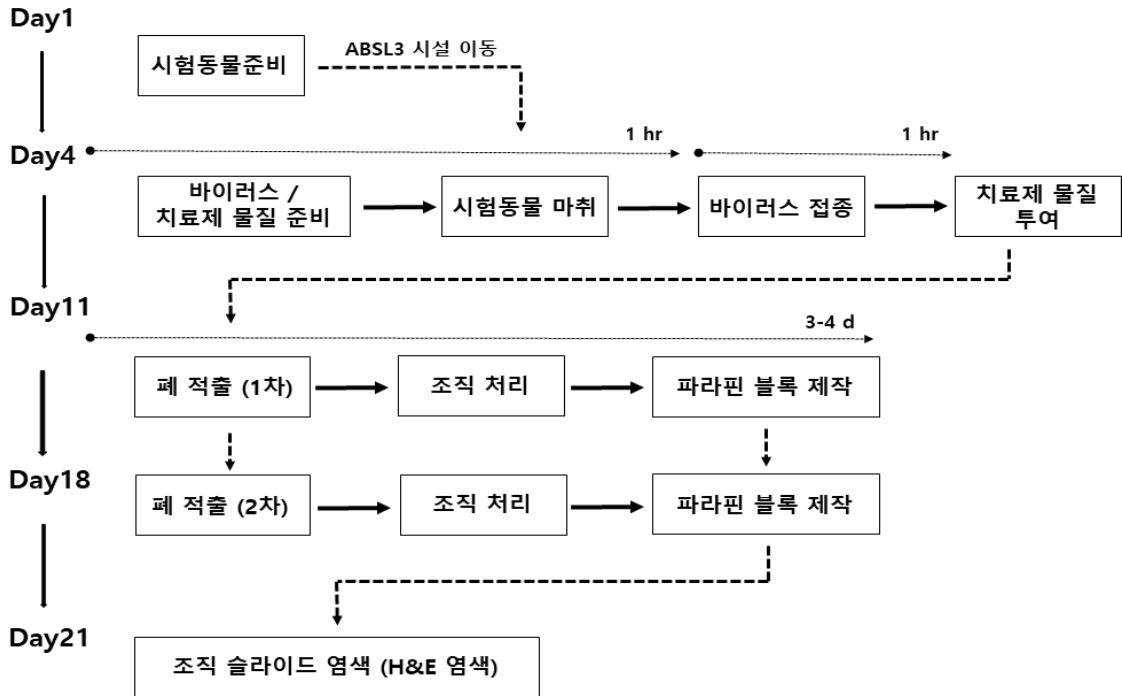 Day1
ABSL3 시설 이동
시험동물준비
1 hr
1 hr
Day4
바이러스 /
치료제 물질 준비
시험동물 마취
바이러스 접종
치료제 물질
투여
Day11
3-4 d
폐 적출 (1차)
조직 처리
파라핀 블록 제작
Day18
폐 적출 (2차)
조직 처리
파라핀 블록 제작
Day21
조직 슬라이드 염색 (H&E 염색)